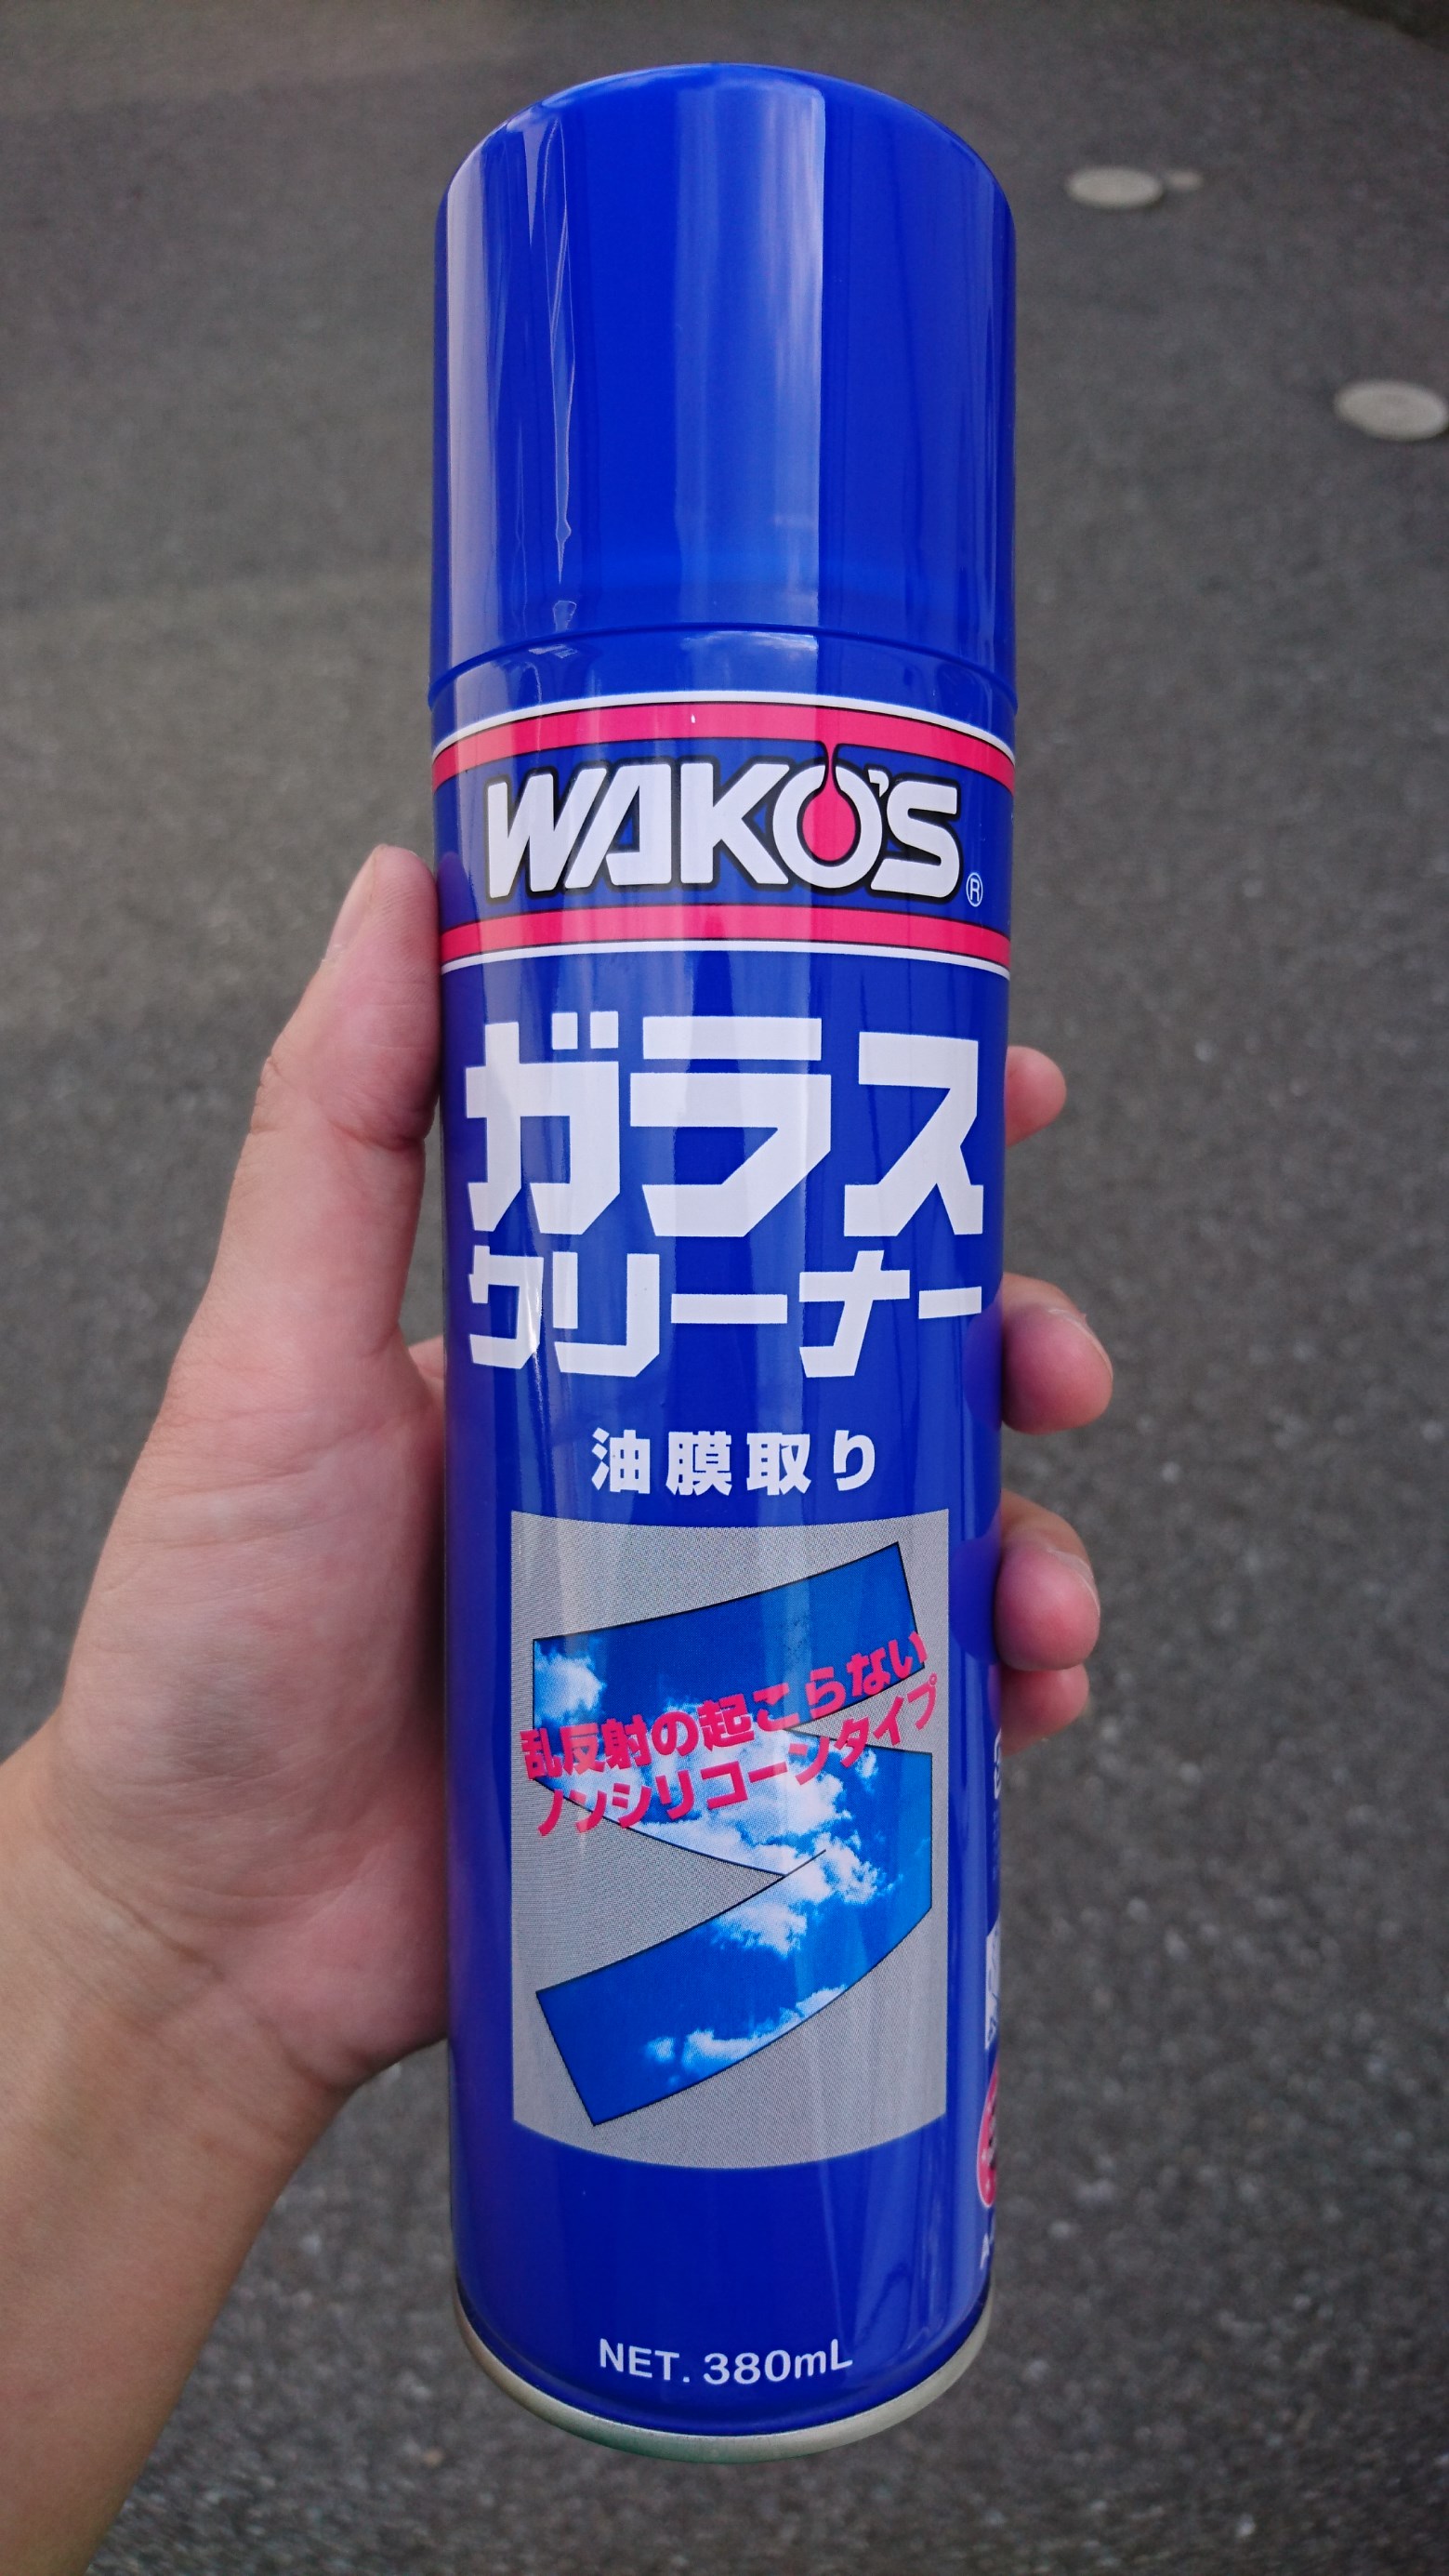 WAKO'S®
ガラス
クリーナー
油膜取り
乱反射の起こらない
ノンシリコーンタイプ
NET. 380mL